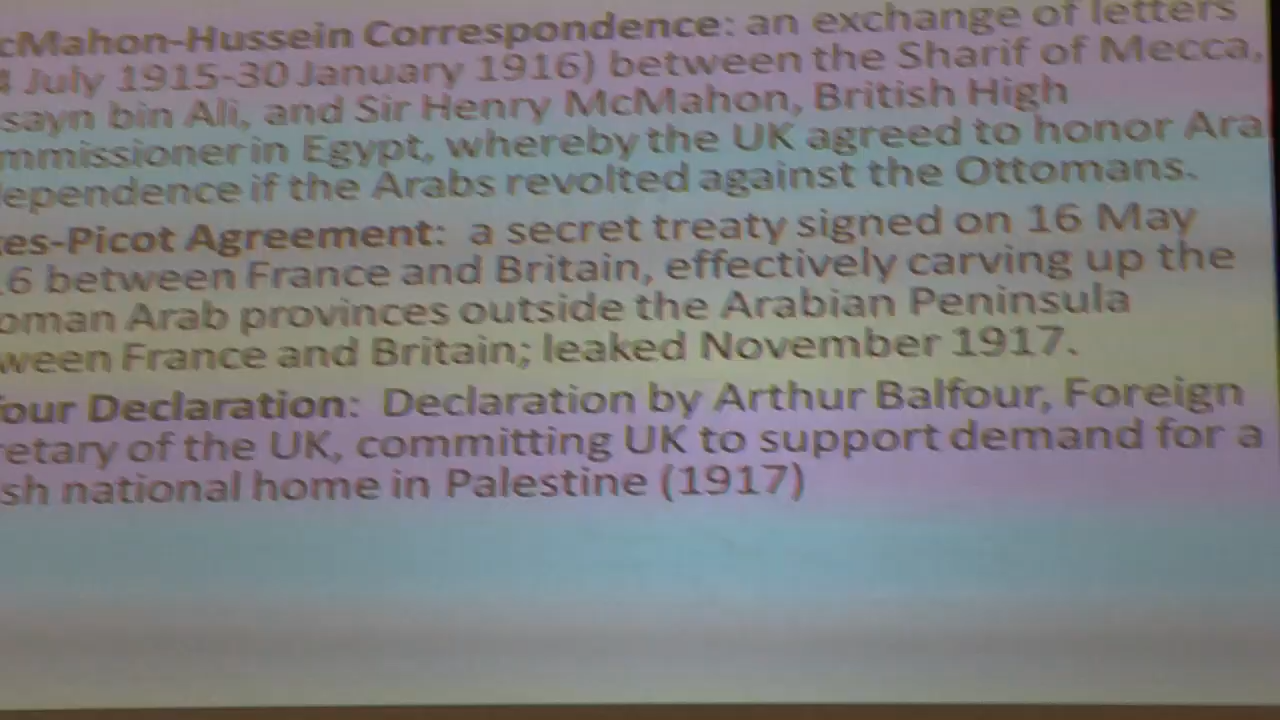 cMahon-Hussein Correspondence: an exchange of letters
4 July 1915-30 January 1916) between the Sharif of Mecca,
sayn bin Ali, and Sir Henry McMahon, British High
mmissioner in Egypt, whereby the UK agreed to honor Ara
dependence if the Arabs revolted against the Ottomans.
es-Picot Agreement: a secret treaty signed on 16 May
16 between France and Britain, effectively carving up the
oman Arab provinces outside the Arabian Peninsula
ween France and Britain; leaked November 1917.
four Declaration: Declaration by Arthur Balfour, Foreign
retary of the UK, committing UK to support demand for a
sh national home in Palestine (1917)